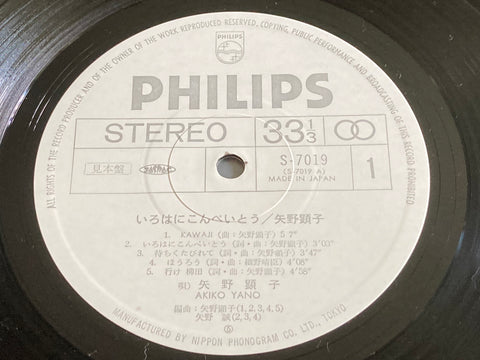 ALL RIGHTS OF THE RECORD PRODUCER AND OF THE OWNER OF THE WORK REPRODUCED RESERVED. COPYING, PUBLIC PERFORMANCE AND BROADCASTING OF THIS RECORD PROHIBITED
PHILIPS
PHILIPS
STEREO 33 1/3
見本盤
S-7019
(S-7019 A)
MADE IN JAPAN
1
いろはにこんぺいとう/矢野顕子
1. KAWAJI (曲:矢野顕子) 5′7″
2. いろはにこんぺいとう (詞・曲:矢野顕子) 3′03″
3. 待ちくたびれて (詞・曲:矢野顕子) 3′47″
4. ほうろう (詞・曲:細野晴臣) 4′08″
5. 行け柳田 (詞・曲:矢野顕子) 4′58″
唄) 矢野顕子
AKIKO YANO
編曲:矢野顕子(1,2,3,4,5)
矢野 誠(2,3,4)
MANUFACTURED BY NIPPON PHONOGRAM CO. LTD., TOKYO